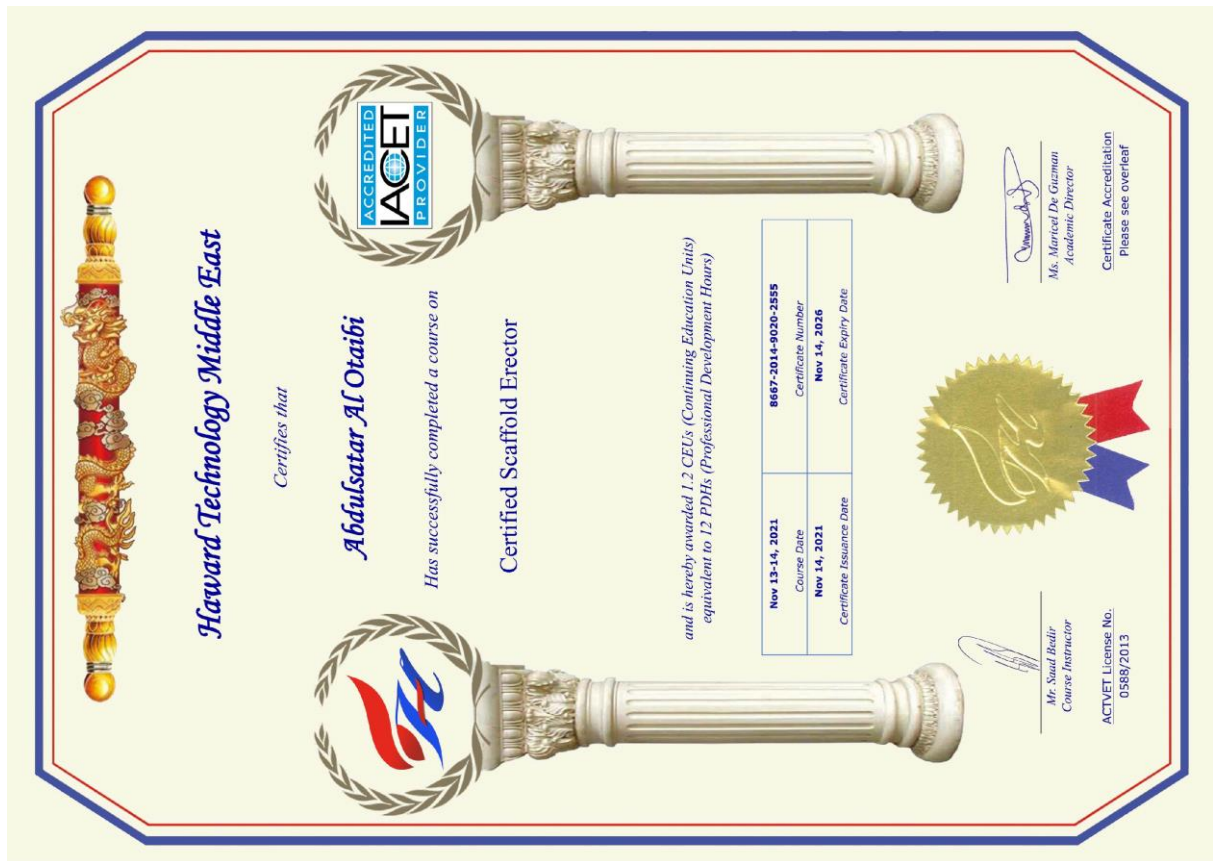 ACCREDITED
IACET
PROVIDER
Haward Technology Middle East
Certifies that
Abdulsatar Al Otaibi
Has successfully completed a course on
Certified Scaffold Erector
and is hereby awarded 1.2 CEUs (Continuing Education Units)
equivalent to 12 PDHs (Professional Development Hours)
Nov 13-14, 2021 8667-2014-9020-2555
Course Date Certificate Number
Nov 14, 2021 Nov 14, 2026
Certificate Issuance Date Certificate Expiry Date
Mr. Saad Bedir
Course Instructor
ACTVET License No.
0588/2013
Ms. Maricel De Guzman
Academic Director
Certificate Accreditation
Please see overleaf